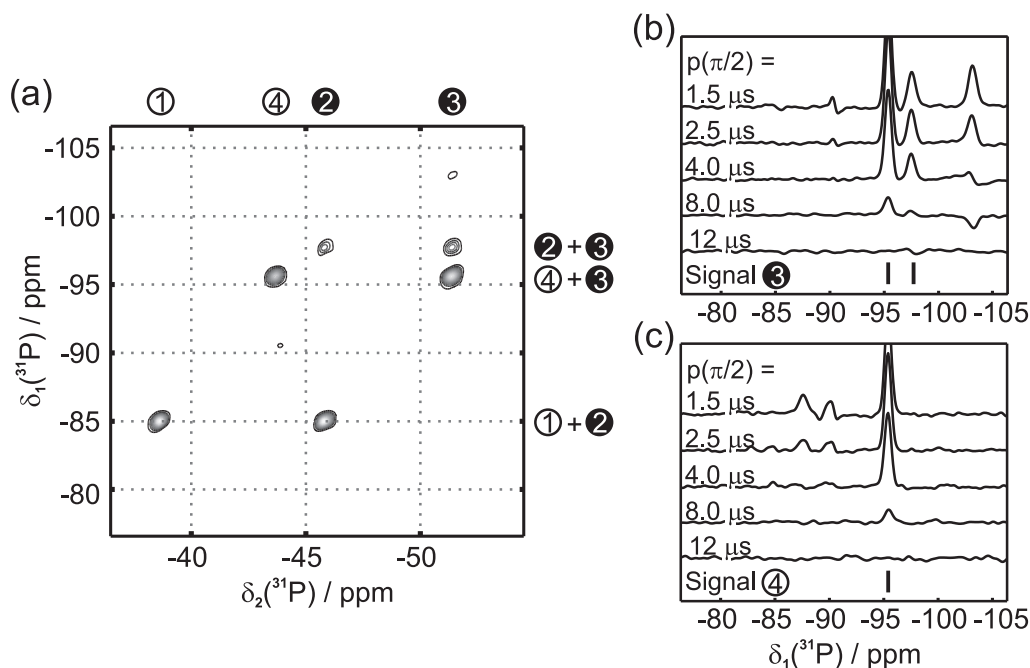 (a)
① ④ ❷ ❸
-105
-100
-95
-90
-85
-80
δ₁(³¹P) / ppm
❷ + ❸
④ + ❸
① + ❷
-40 -45 -50
δ₂(³¹P) / ppm
(b)
p(π/2) =
1.5 μs
2.5 μs
4.0 μs
8.0 μs
12 μs
Signal ❸
-80 -85 -90 -95 -100 -105
(c)
p(π/2) =
1.5 μs
2.5 μs
4.0 μs
8.0 μs
12 μs
Signal ④
-80 -85 -90 -95 -100 -105
δ₁(³¹P) / ppm